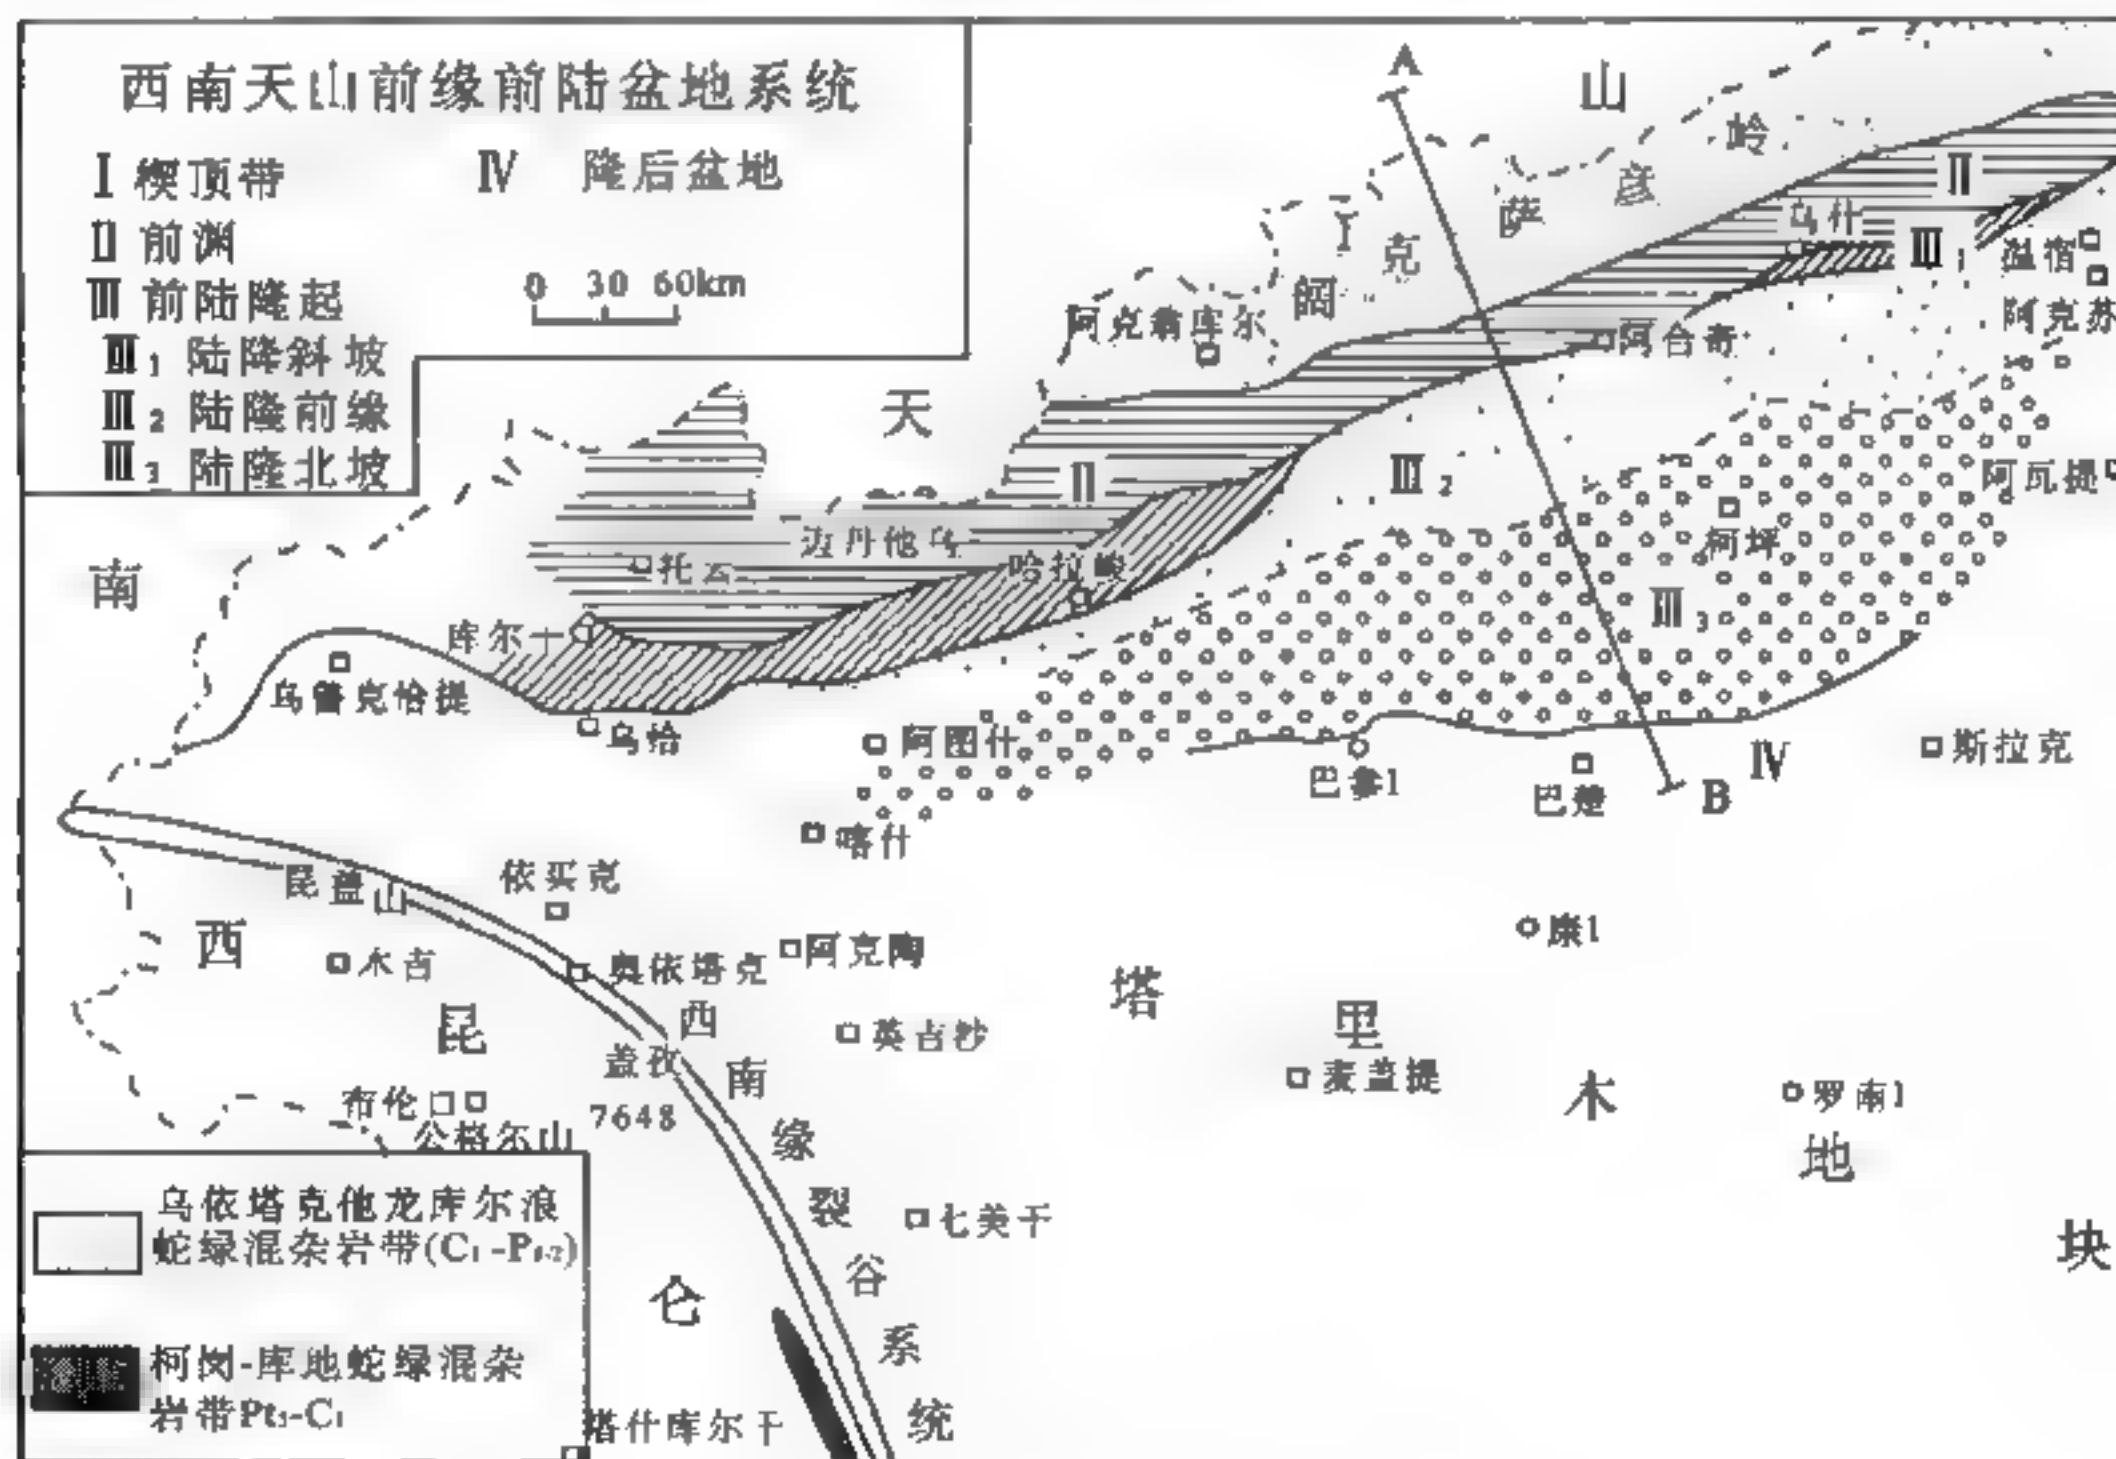 西南天山前缘前陆盆地系统
I 楔顶带
IV 隆后盆地
II 前渊
III 前陆隆起
0 30 60km
III1 陆隆斜坡
III2 陆隆前缘
III3 陆隆北坡
A
山
岭
彦
萨
克
阔
I
II
乌什
III1
温宿
阿克苏
阿合奇
阿克翁库尔
天
II
III2
阿瓦提
柯坪
迈丹他乌
哈拉峻
托云
南
III3
库尔干
乌鲁克恰提
乌恰
阿图什
巴参1
巴楚
B
IV
斯拉克
喀什
昆盖山
依买克
康1
西
木吉
奥依塔克
阿克陶
塔
里
木
地
块
昆
英吉沙
麦盖提
罗南1
盖孜
7648
布伦口
公格尔山
西
南
缘
裂
谷
系
统
七美干
仑
乌依塔克他龙库尔浪
蛇绿混杂岩带(C1-P1-2)
柯岗-库地蛇绿混杂
岩带Pt3-C1
塔什库尔干